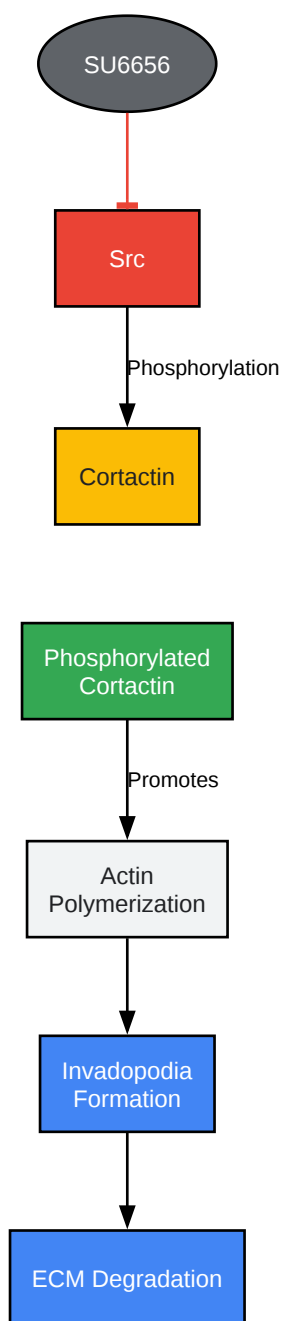 SU6656
Src
Phosphorylation
Cortactin
Phosphorylated
Cortactin
Promotes
Actin
Polymerization
Invadopodia
Formation
ECM Degradation